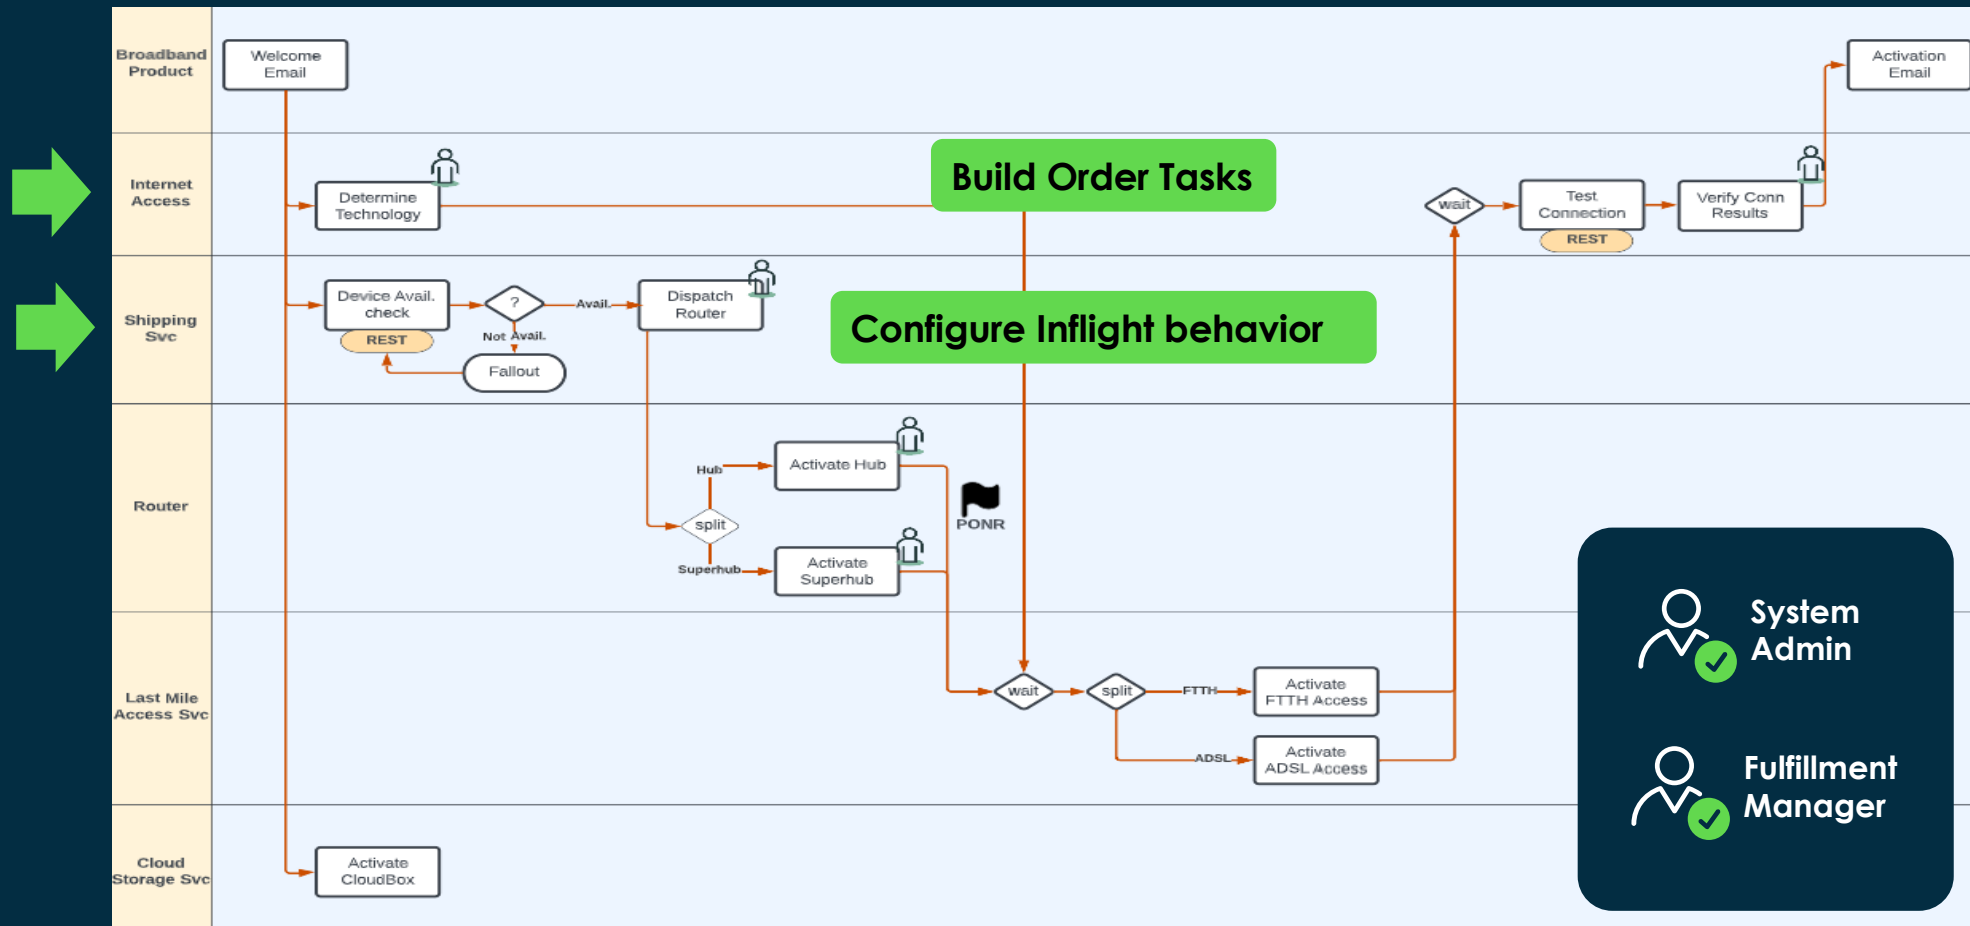 Broadband
Product
Welcome
Email
Activation
Email
Internet
Access
Determine
Technology
Build Order Tasks
wait
Test
Connection
REST
Verify Conn
Results
Shipping
Svc
Device Avail.
check
REST
?
Avail.
Not Avail.
Fallout
Dispatch
Router
Configure Inflight behavior
Router
Hub
Activate Hub
split
Superhub
Activate
Superhub
PONR
Last Mile
Access Svc
wait
split
FTTH
Activate
FTTH Access
ADSL
Activate
ADSL Access
System
Admin
Fulfillment
Manager
Cloud
Storage Svc
Activate
CloudBox